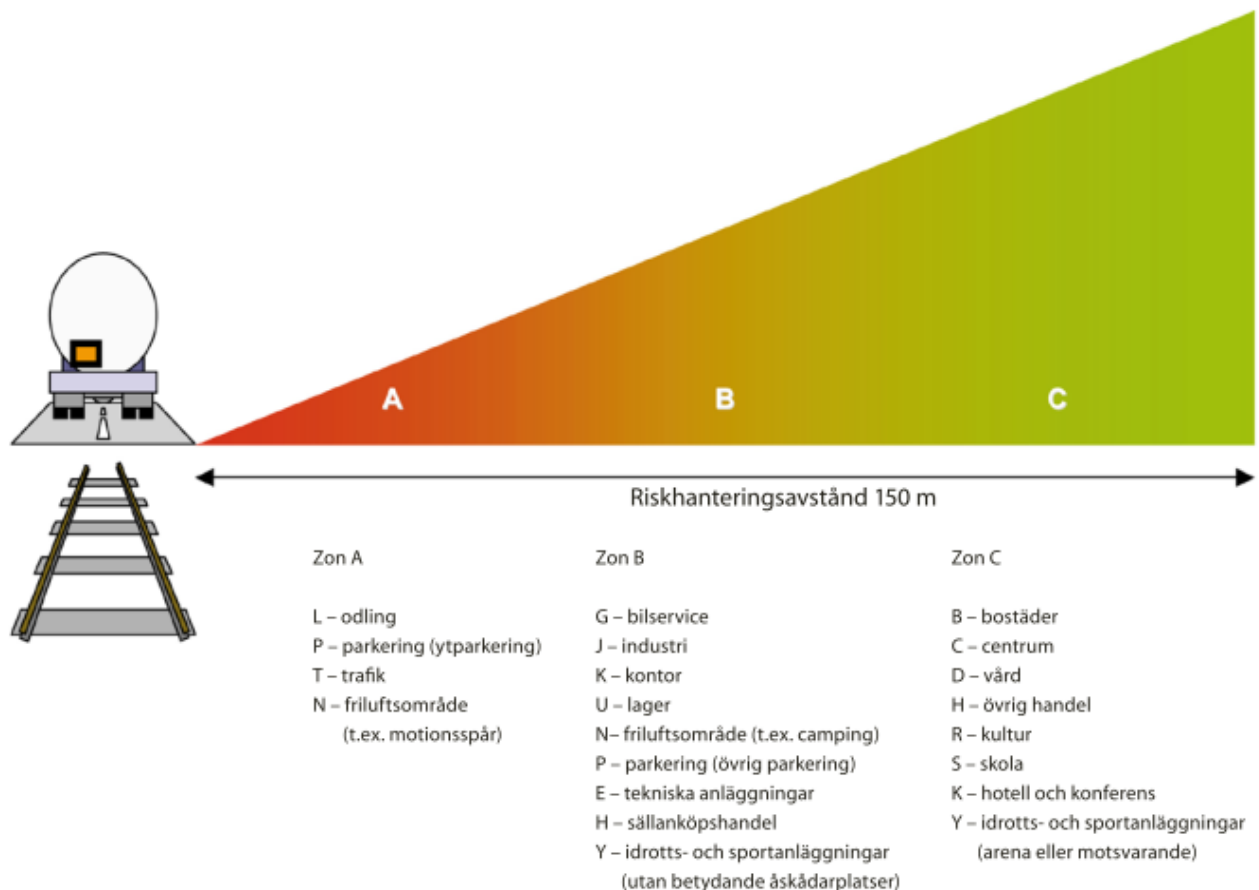 A
B
C
Riskhanteringsavstånd 150 m
Zon A
L – odling
P – parkering (ytparkering)
T – trafik
N – friluftsområde
(t.ex. motionsspår)
Zon B
G – bilservice
J – industri
K – kontor
U – lager
N– friluftsområde (t.ex. camping)
P – parkering (övrig parkering)
E – tekniska anläggningar
H – sällanköpshandel
Y – idrotts- och sportanläggningar
(utan betydande åskådarplatser)
Zon C
B – bostäder
C – centrum
D – vård
H – övrig handel
R – kultur
S – skola
K – hotell och konferens
Y – idrotts- och sportanläggningar
(arena eller motsvarande)